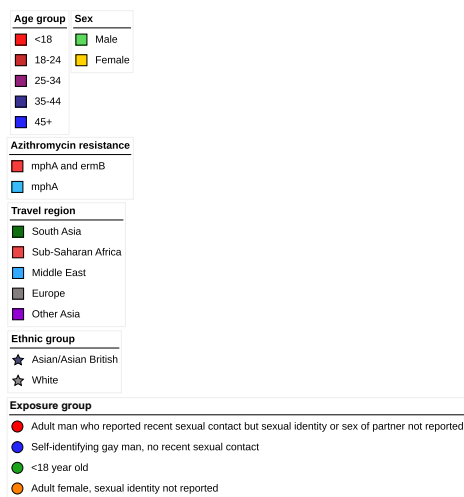 Age group
<18
18-24
25-34
35-44
45+
Sex
Male
Female
Azithromycin resistance
mphA and ermB
mphA
Travel region
South Asia
Sub-Saharan Africa
Middle East
Europe
Other Asia
Ethnic group
Asian/Asian British
White
Exposure group
Adult man who reported recent sexual contact but sexual identity or sex of partner not reported
Self-identifying gay man, no recent sexual contact
<18 year old
Adult female, sexual identity not reported